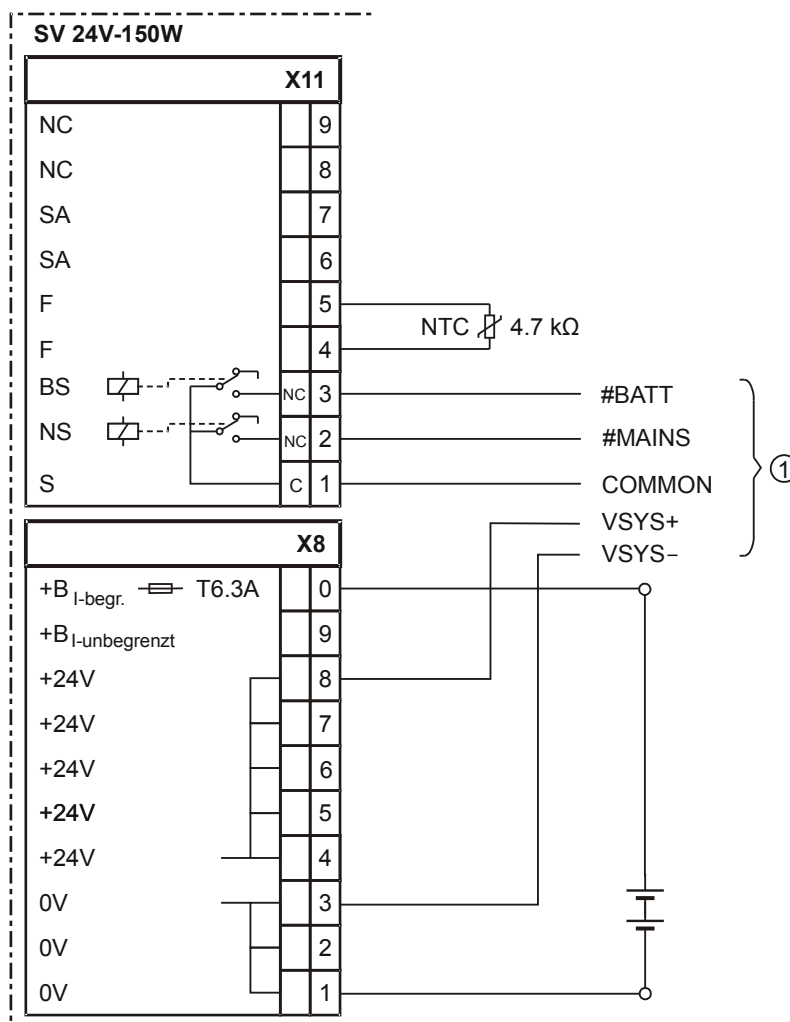 SV 24V-150W
X11
NC 9
NC 8
SA 7
SA 6
F 5
NTC 4.7 kΩ
F 4
BS NC 3 #BATT
NS NC 2 #MAINS
①
S C 1 COMMON
VSYS+
VSYS−
X8
+B I-begr. T6.3A 0
+B I-unbegrenzt 9
+24V 8
+24V 7
+24V 6
+24V 5
+24V 4
0V 3
0V 2
0V 1